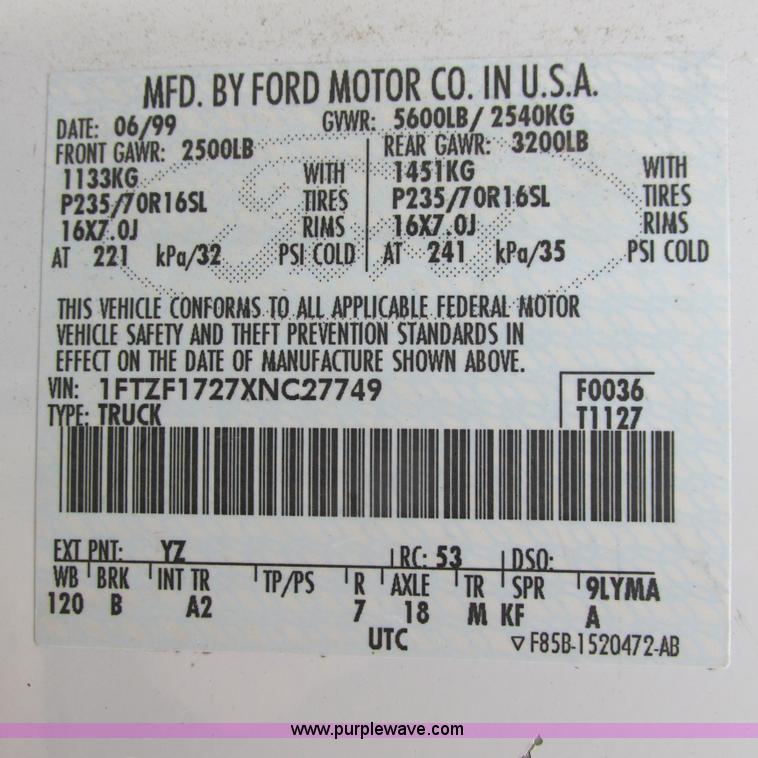 MFD. BY FORD MOTOR CO. IN U.S.A.
DATE: 06/99 GVWR: 5600LB/ 2540KG
FRONT GAWR: 2500LB REAR GAWR: 3200LB
1133KG WITH 1451KG WITH
P235/70R16SL TIRES P235/70R16SL TIRES
16X7.0J RIMS 16X7.0J RIMS
AT 221 kPa/32 PSI COLD AT 241 kPa/35 PSI COLD
THIS VEHICLE CONFORMS TO ALL APPLICABLE FEDERAL MOTOR
VEHICLE SAFETY AND THEFT PREVENTION STANDARDS IN
EFFECT ON THE DATE OF MANUFACTURE SHOWN ABOVE.
VIN: 1FTZF1727XNC27749 F0036
TYPE: TRUCK T1127
EXT PNT: YZ RC: 53 DSO:
WB BRK INT TR TP/PS R AXLE TR SPR 9LYMA
120 B A2 7 18 M KF A
UTC ▽F85B-1520472-AB
www.purplewave.com